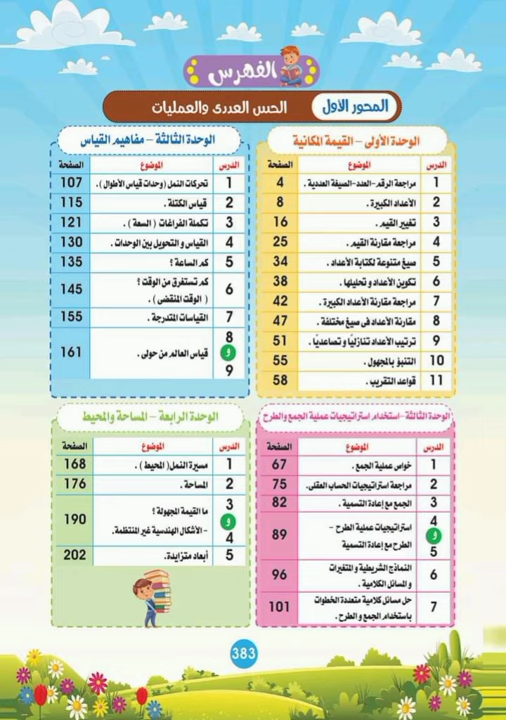 الفهرس
المحور الأول الحس العددى والعمليات
الوحدة الأولى – القيمة المكانية
الدرس الموضوع الصفحة
1 مراجعة الرقم-العدد-الصيغة العددية. 4
2 الأعداد الكبيرة. 8
3 تغيير القيم. 16
4 مراجعة مقارنة القيم. 25
5 صيغ متنوعة لكتابة الأعداد. 34
6 تكوين الأعداد و تحليلها. 38
7 مراجعة مقارنة الأعداد الكبيرة. 42
8 مقارنة الأعداد فى صيغ مختلفة. 47
9 ترتيب الأعداد تنازليًا و تصاعديًا. 51
10 التنبؤ بالمجهول. 55
11 قواعد التقريب. 58
الوحدة الثالثة – مفاهيم القياس
الدرس الموضوع الصفحة
1 تحركات النمل (وحدات قياس الأطوال). 107
2 قياس الكتلة. 115
3 تكملة الفراغات ( السعة ). 121
4 القياس و التحويل بين الوحدات. 130
5 كم الساعة ؟ 135
6 كم تستغرق من الوقت ؟ 145
( الوقت المنقضى ).
7 القياسات المتدرجة. 155
8
و قياس العالم من حولى. 161
9
الوحدة الثالثة -استخدام استراتيجيات عملية الجمع والطرح
الدرس الموضوع الصفحة
1 خواص عملية الجمع. 67
2 مراجعة استراتيجيات الحساب العقلى. 75
3 الجمع مع إعادة التسمية. 82
4 استراتيجيات عملية الطرح -
و 89
5 الطرح مع إعادة التسمية
6 النماذج الشريطية و المتغيرات 96
و المسائل الكلامية.
7 حل مسائل كلامية متعددة الخطوات 101
باستخدام الجمع و الطرح.
الوحدة الرابعة – المساحة والمحيط
الدرس الموضوع الصفحة
1 مسيرة النمل( المحيط ). 168
2 المساحة. 176
3 ما القيمة المجهولة ؟
و 190
4 - الأشكال الهندسية غير المنتظمة.
5 أبعاد متزايدة. 202
383